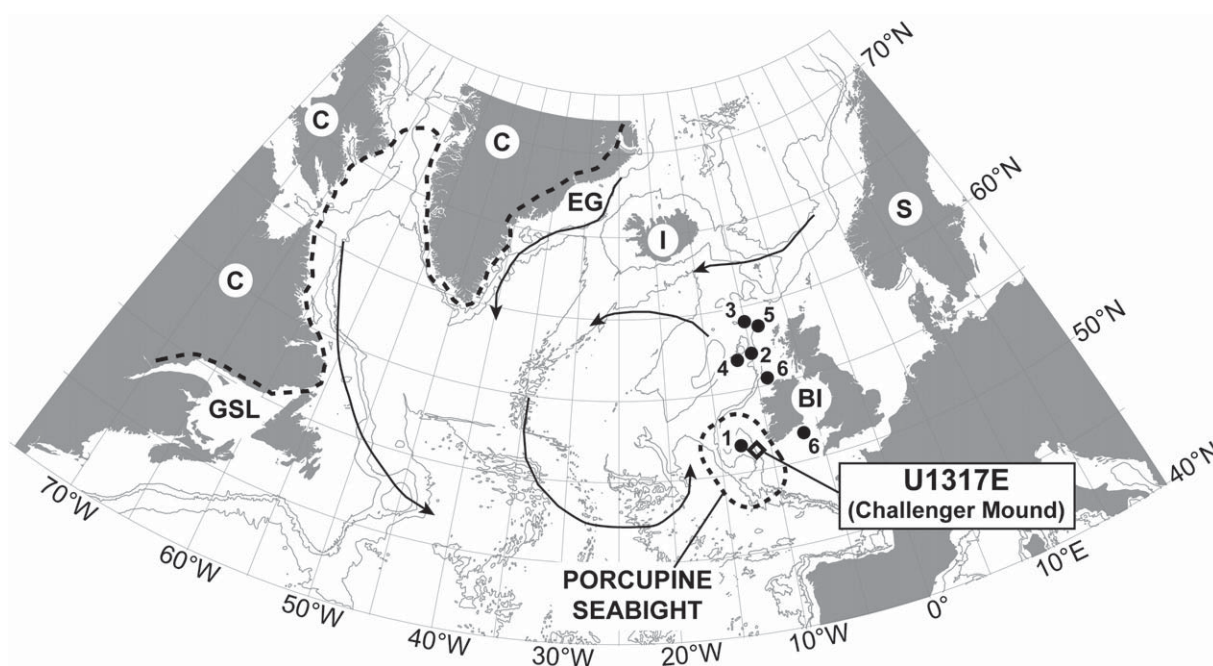 70°N
C
C
60°N
EG
S
I
C
3
5
50°N
2
4
6
GSL
BI
1
6
40°N
U1317E
(Challenger Mound)
70°W
10°E
60°W
PORCUPINE
SEABIGHT
50°W
0°
40°W
10°W
30°W
20°W